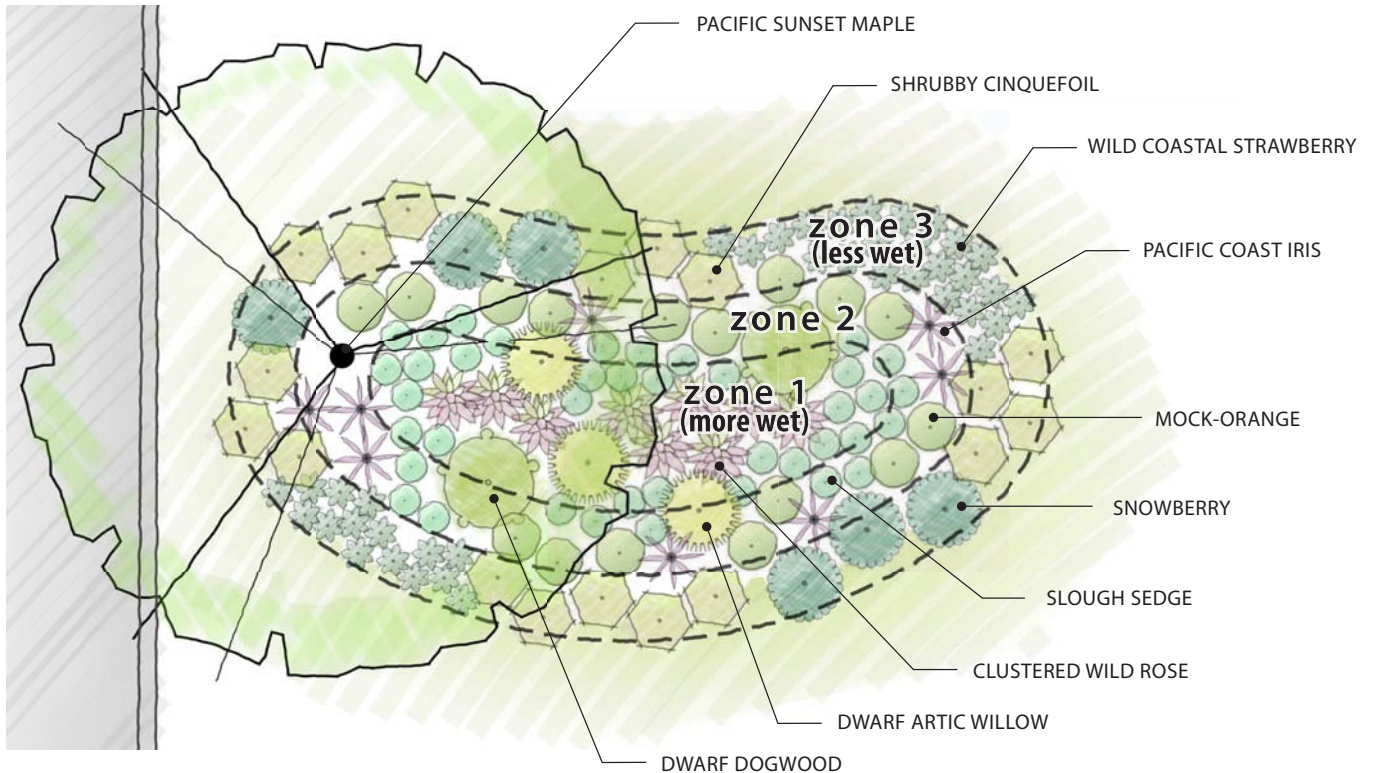 PACIFIC SUNSET MAPLE
SHRUBBY CINQUEFOIL
WILD COASTAL STRAWBERRY
zone 3
(less wet)
PACIFIC COAST IRIS
zone 2
zone 1
(more wet)
MOCK-ORANGE
SNOWBERRY
SLOUGH SEDGE
CLUSTERED WILD ROSE
DWARF ARTIC WILLOW
DWARF DOGWOOD